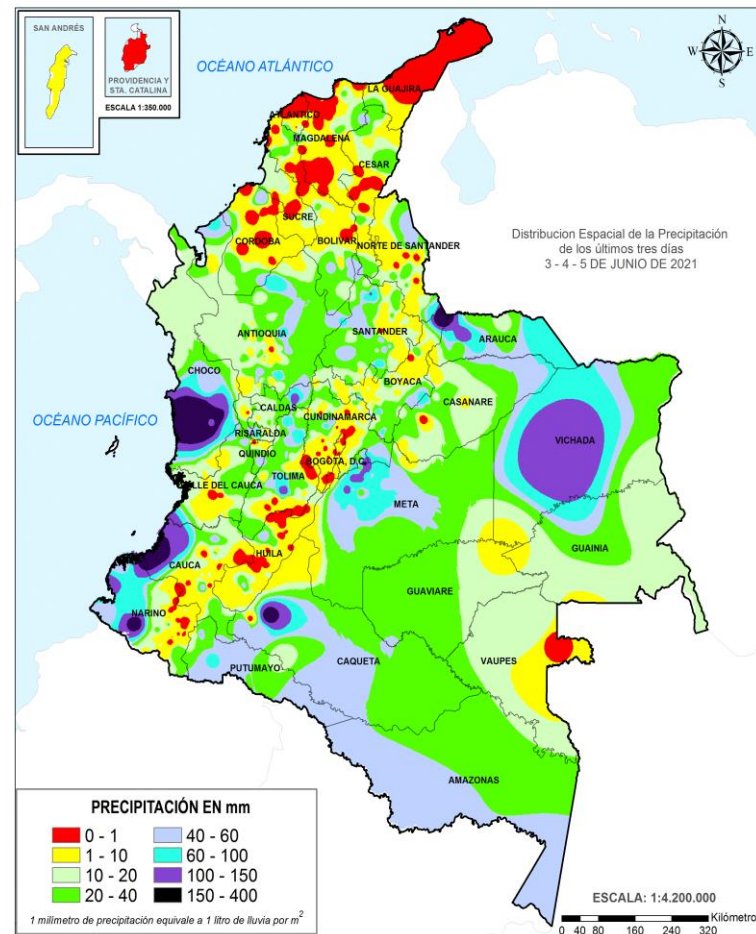 SAN ANDRÉS
PROVIDENCIA Y
STA. CATALINA
ESCALA 1:350.000
OCÉANO ATLÁNTICO
N
W E
S
LA GUAJIRA
ATLANTICO
MAGDALENA
CESAR
SUCRE
CORDOBA
BOLIVAR
NORTE DE SANTANDER
Distribucion Espacial de la Precipitación
de los últimos tres días
3 - 4 - 5 DE JUNIO DE 2021
ANTIOQUIA
SANTANDER
ARAUCA
CHOCO
BOYACA
CASANARE
OCÉANO PACÍFICO
CALDAS
CUNDINAMARCA
RISARALDA
VICHADA
QUINDIO
BOGOTA, D.C.
TOLIMA
VALLE DEL CAUCA
META
GUAINIA
HUILA
CAUCA
GUAVIARE
NARIÑO
VAUPES
CAQUETA
PUTUMAYO
AMAZONAS
PRECIPITACIÓN EN mm
0 - 1 40 - 60
1 - 10 60 - 100
10 - 20 100 - 150
20 - 40 150 - 400
1 milímetro de precipitación equivale a 1 litro de lluvia por m²
ESCALA: 1:4.200.000
Kilómetro
0 40 80 160 240 320